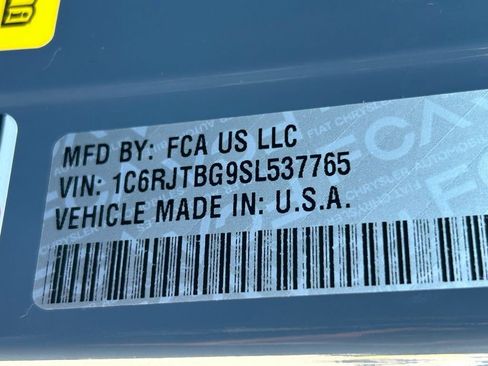 MFD BY: FCA US LLC
VIN: 1C6RJTBG9SL537765
VEHICLE MADE IN: U.S.A.